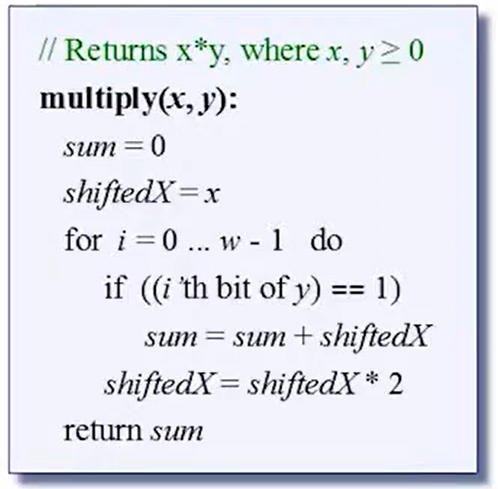 // Returns x*y, where x, y ≥ 0
multiply(x, y):
sum = 0
shiftedX = x
for i = 0 ... w - 1 do
if ((i 'th bit of y) == 1)
sum = sum + shiftedX
shiftedX = shiftedX * 2
return sum